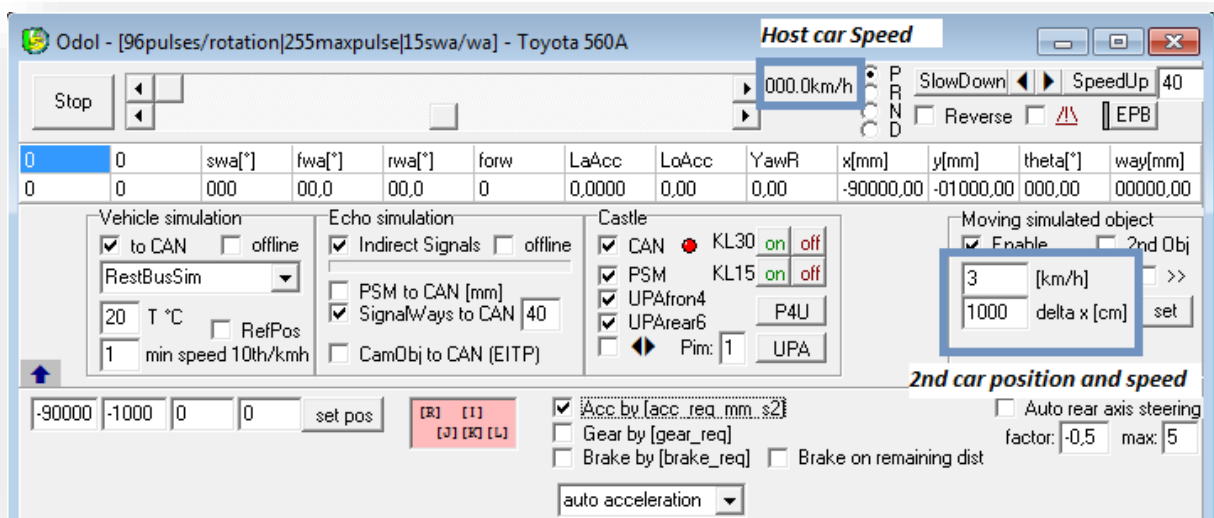 Host car Speed
Odol - [96pulses/rotation|255maxpulse|15swa/wa] - Toyota 560A
Stop 000.0km/h P R N D SlowDown SpeedUp 40
Reverse EPB
0 0 swa[°] fwa[°] rwa[°] forw LaAcc LoAcc YawR x[mm] y[mm] theta[°] way[mm]
0 0 000 00,0 00,0 0 0,0000 0,00 0,00 -90000,00 -01000,00 000,00 00000,00
Vehicle simulation Echo simulation Castle Moving simulated object
to CAN offline Indirect Signals offline CAN KL30 on off Enable 2nd Obj
RestBusSim PSM KL15 on off 3 [km/h] >>
PSM to CAN [mm] UPAfron4
20 T °C RefPos SignalWays to CAN 40 UPArear6 P4U 1000 delta x [cm] set
1 min speed 10th/kmh CamObj to CAN (EITP) Pim: 1 UPA
2nd car position and speed
-90000 -1000 0 0 set pos [R] [I] Acc by [acc_req_mm_s2] Auto rear axis steering
[J] [K] [L] Gear by [gear_req] factor: -0,5 max: 5
Brake by [brake_req] Brake on remaining dist
auto acceleration